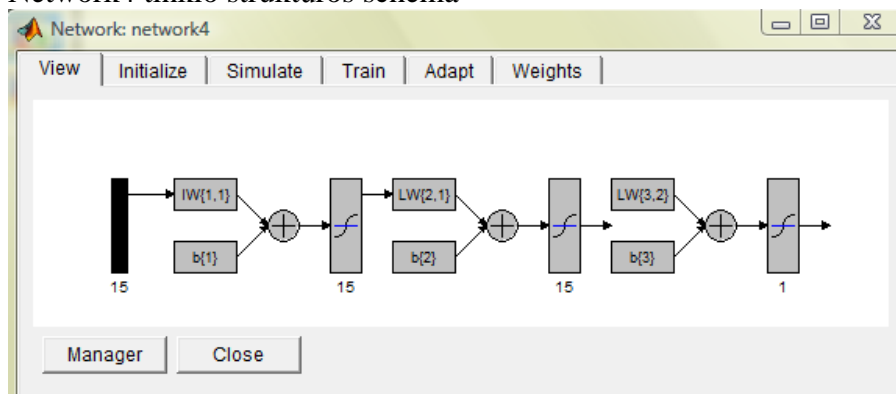 Network: network4
View Initialize Simulate Train Adapt Weights
IW{1,1} LW{2,1} LW{3,2}
b{1} b{2} b{3}
15 15 15 1
Manager Close